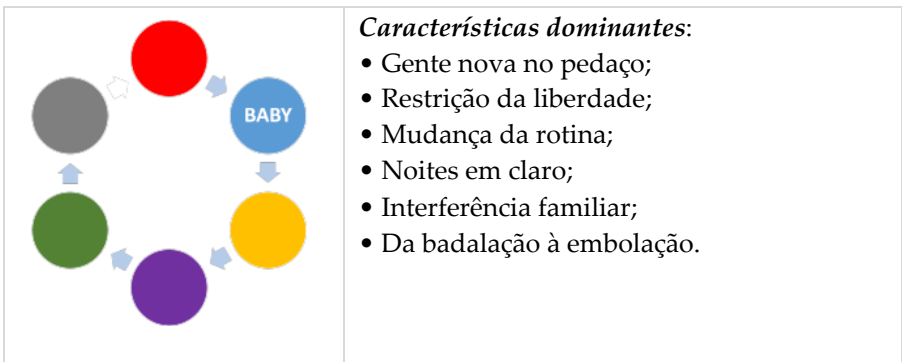 BABY
Características dominantes:
• Gente nova no pedaço;
• Restrição da liberdade;
• Mudança da rotina;
• Noites em claro;
• Interferência familiar;
• Da badalação à embolação.